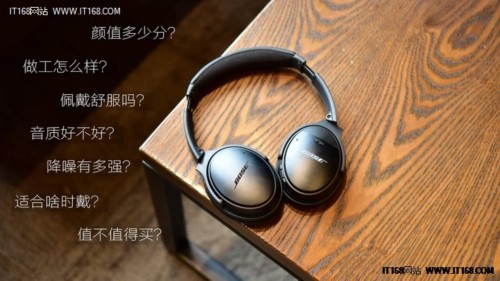 IT168网站 WWW.IT168.COM
颜值多少分?
做工怎么样?
佩戴舒服吗?
音质好不好?
降噪有多强?
适合啥时戴?
值不值得买?
BOSE
BOSE
IT168网站 WWW.IT168.COM